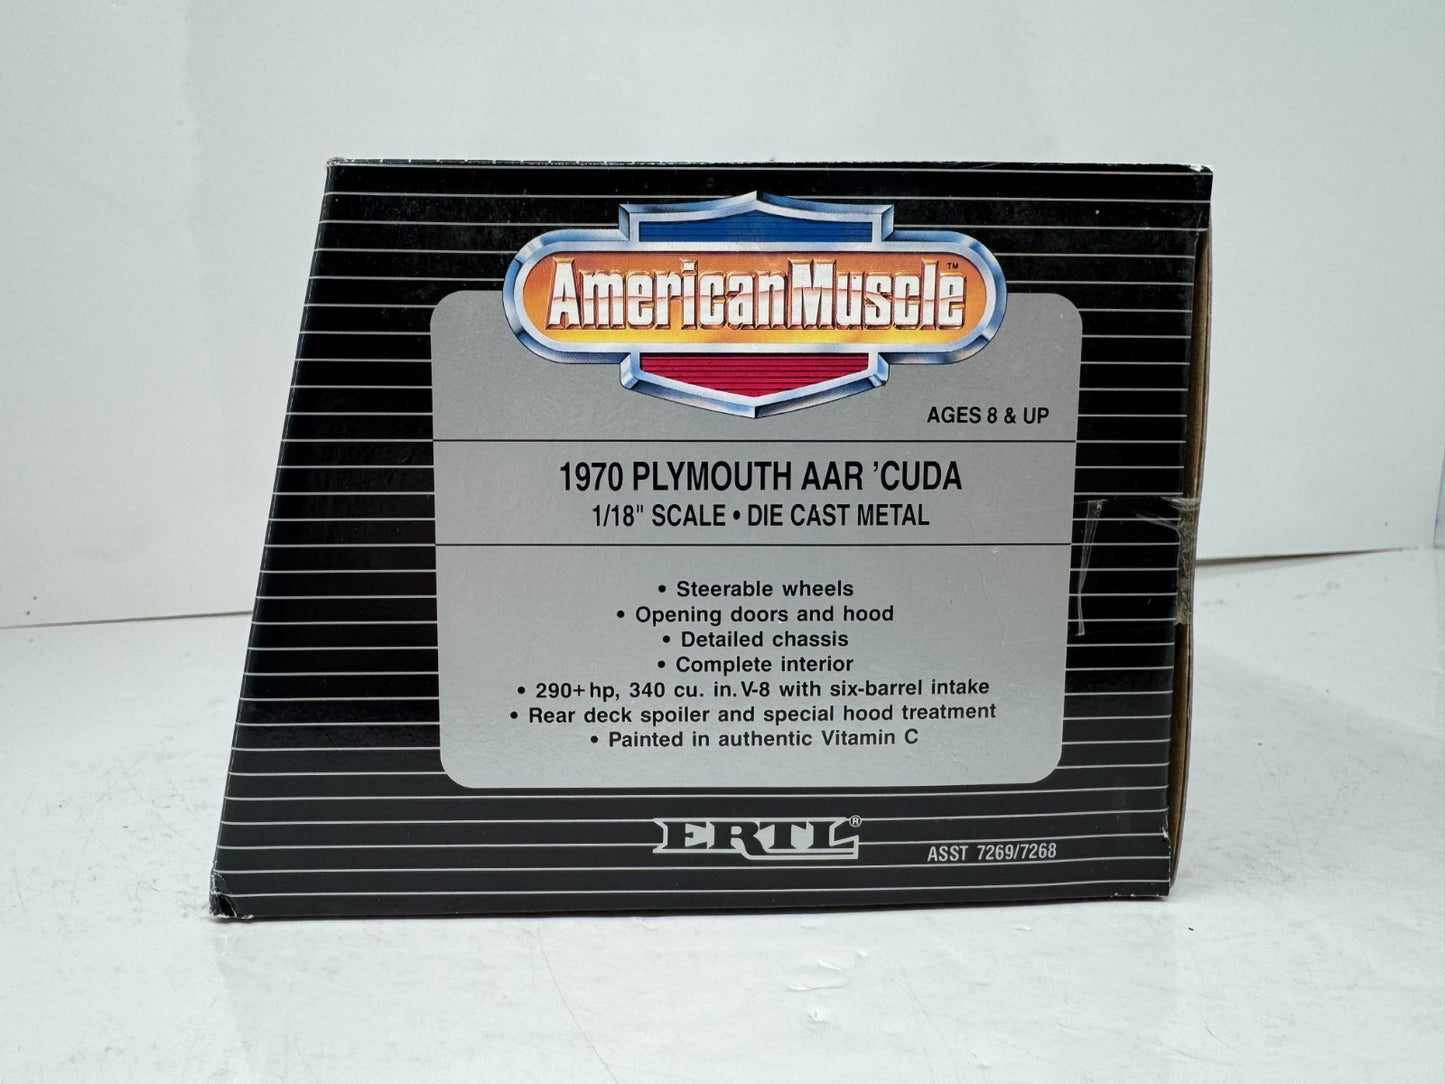 AmericanMuscle™
AGES 8 & UP
1970 PLYMOUTH AAR ’CUDA
1/18" SCALE • DIE CAST METAL
• Steerable wheels
• Opening doors and hood
• Detailed chassis
• Complete interior
• 290+ hp, 340 cu. in. V-8 with six-barrel intake
• Rear deck spoiler and special hood treatment
• Painted in authentic Vitamin C
ERTL®
ASST 7269/7268